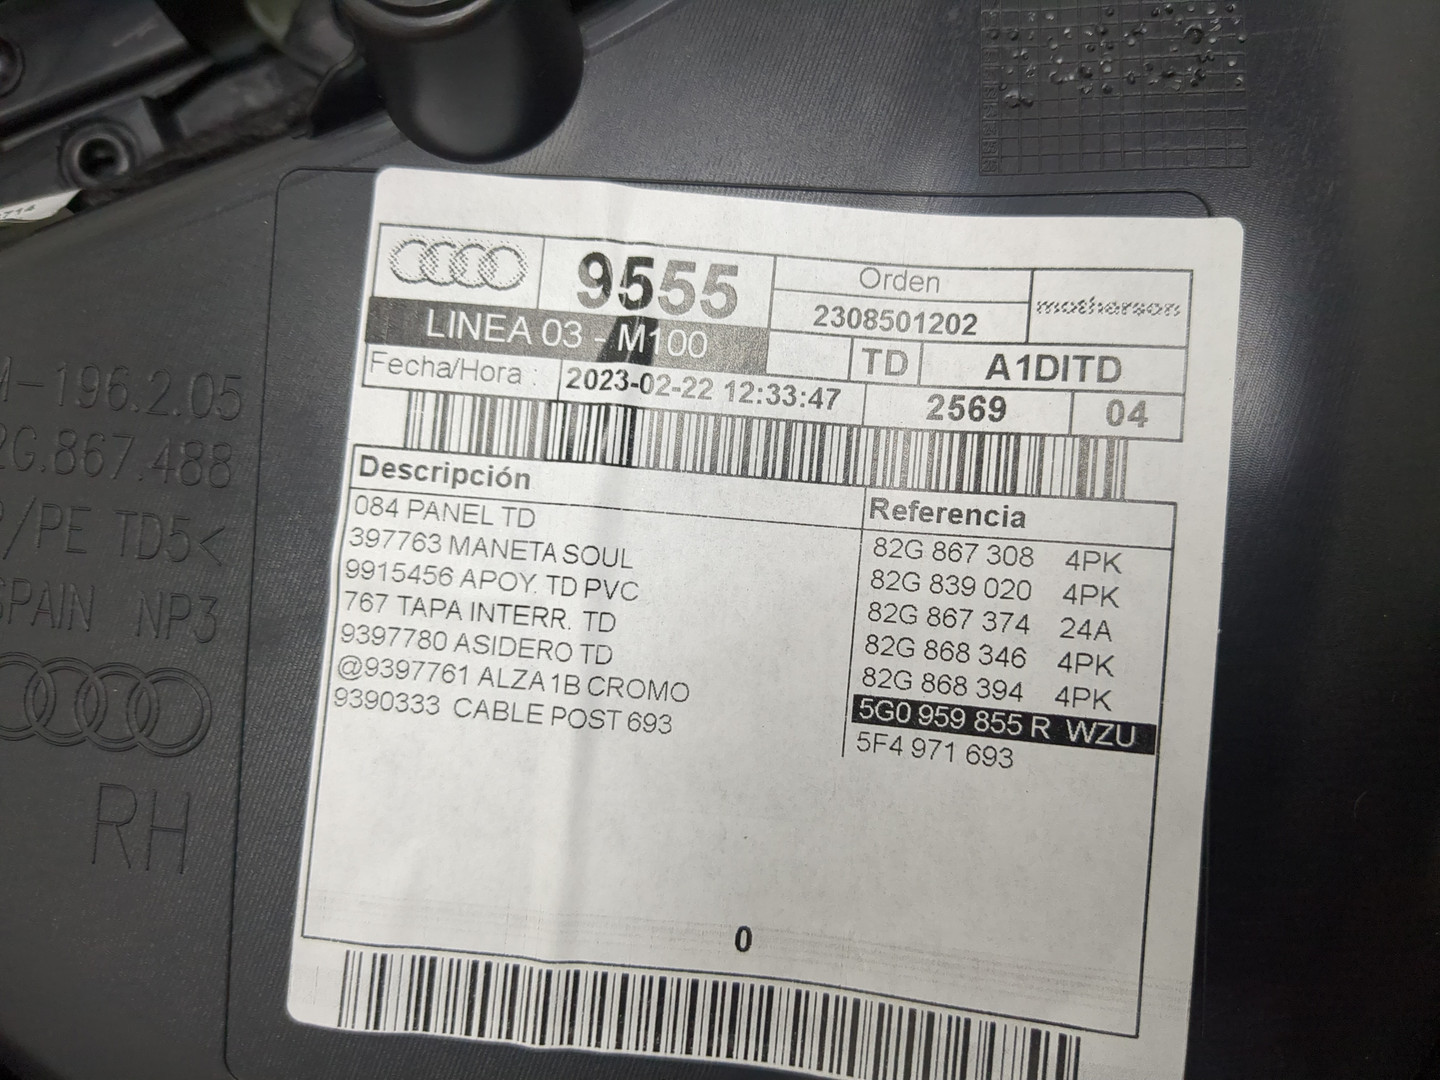 9555
Orden
motherson
2308501202
LINEA 03 - M100
TD
A1DITD
Fecha/Hora :
2023-02-22 12:33:47
2569
04
Descripción
Referencia
084 PANEL TD
82G 867 308 4PK
397763 MANETA SOUL
82G 839 020 4PK
9915456 APOY. TD PVC
82G 867 374 24A
767 TAPA INTERR. TD
82G 868 346 4PK
9397780 ASIDERO TD
82G 868 394 4PK
@9397761 ALZA 1B CROMO
5G0 959 855 R WZU
9390333 CABLE POST 693
5F4 971 693
0
-196.2.05
2G.867.488
/PE TD5<
SPAIN NP3
RH